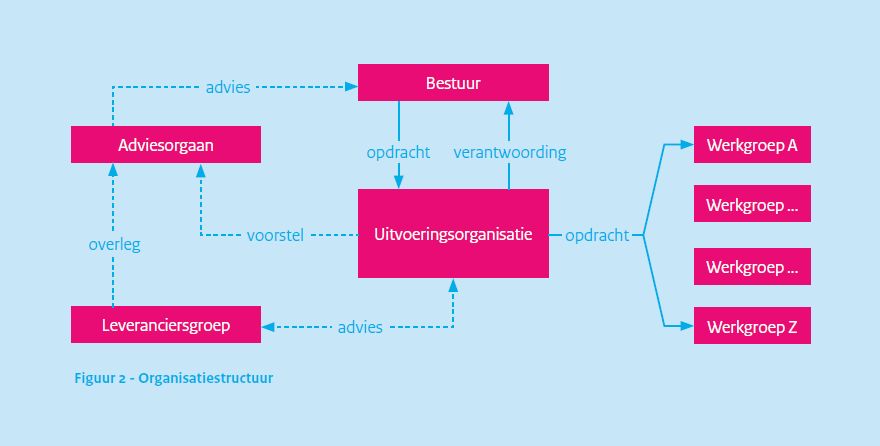 Bestuur
advies
Adviesorgaan
Werkgroep A
opdracht
verantwoording
Werkgroep ...
Uitvoeringsorganisatie
opdracht
voorstel
overleg
Werkgroep ...
Leveranciersgroep
advies
Werkgroep Z
Figuur 2 - Organisatiestructuur